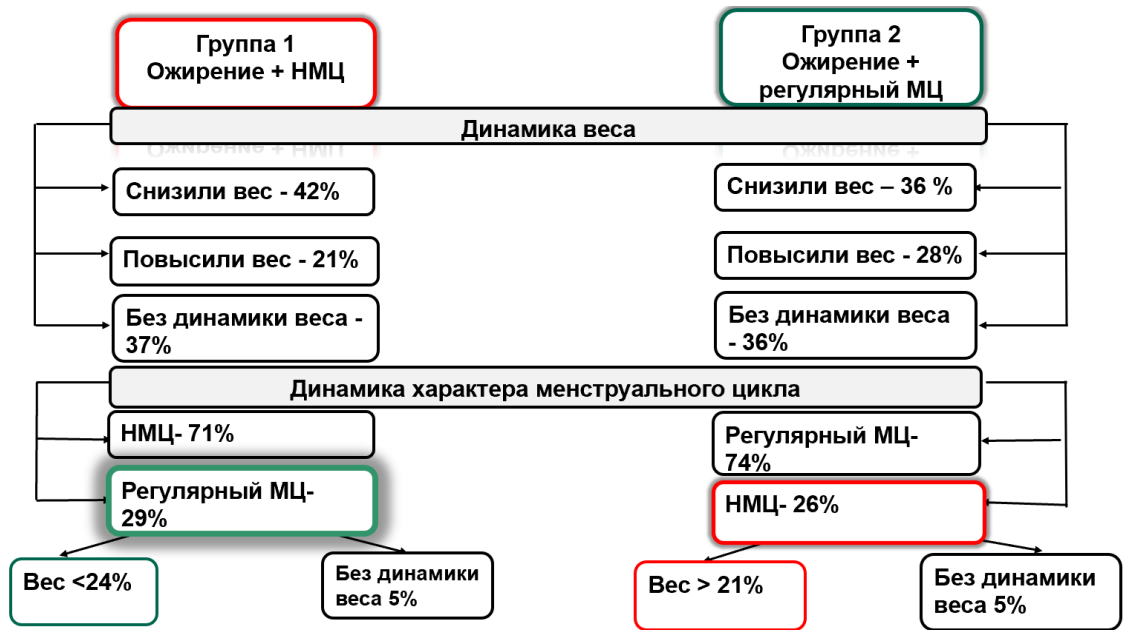 Группа 1
Ожирение + НМЦ
Группа 2
Ожирение +
регулярный МЦ
Динамика веса
Снизили вес - 42%
Снизили вес – 36 %
Повысили вес - 21%
Повысили вес - 28%
Без динамики веса -
37%
Без динамики веса
- 36%
Динамика характера менструального цикла
НМЦ- 71%
Регулярный МЦ-
74%
Регулярный МЦ-
29%
НМЦ- 26%
Вес <24%
Без динамики
веса 5%
Вес > 21%
Без динамики
веса 5%